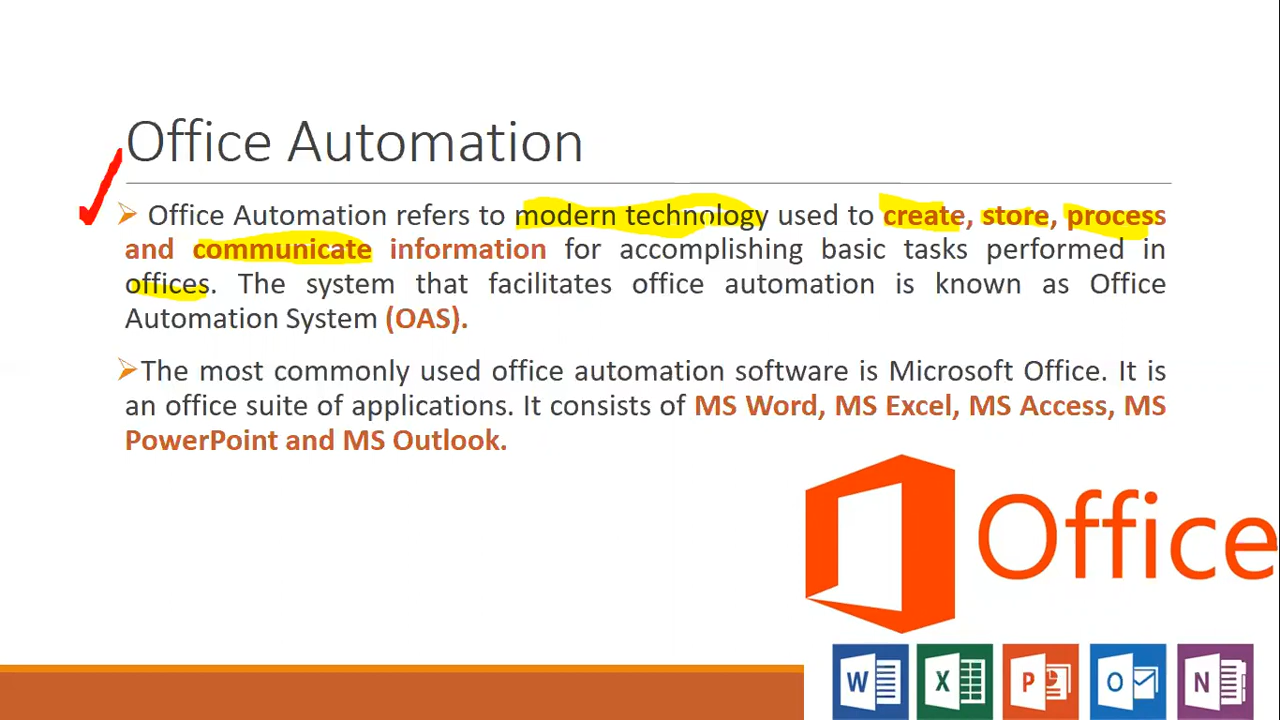 Office Automation
➢ Office Automation refers to modern technology used to create, store, process
and communicate information for accomplishing basic tasks performed in
offices. The system that facilitates office automation is known as Office
Automation System (OAS).
➢The most commonly used office automation software is Microsoft Office. It is
an office suite of applications. It consists of MS Word, MS Excel, MS Access, MS
PowerPoint and MS Outlook.
Office
W X P O N